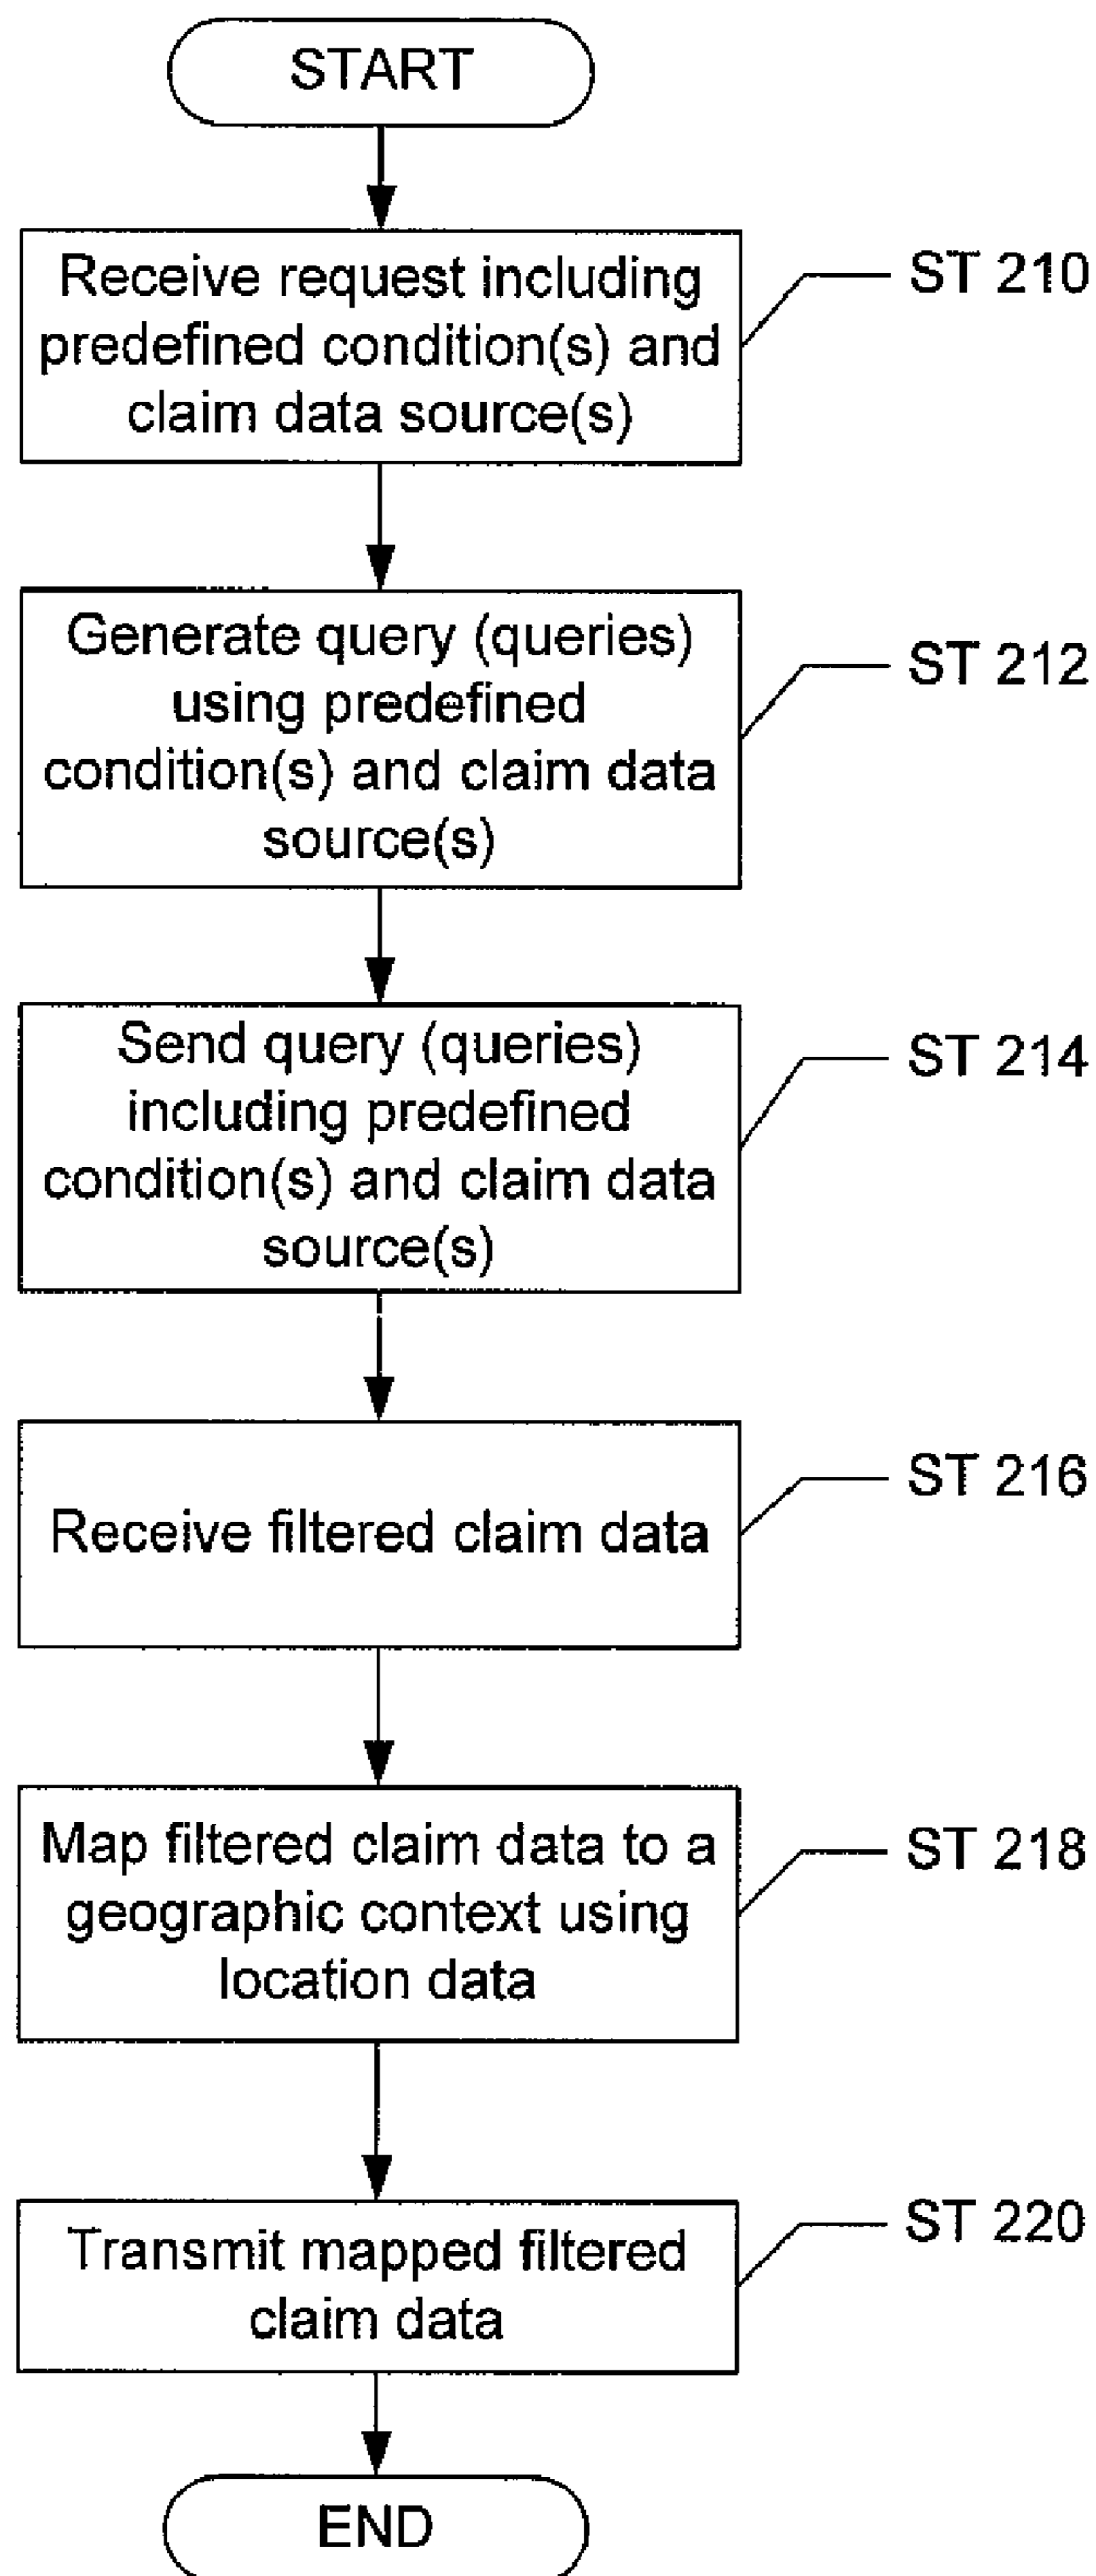 START
Receive request including
predefined condition(s) and
claim data source(s)
ST 210
Generate query (queries)
using predefined
condition(s) and claim data
source(s)
ST 212
Send query (queries)
including predefined
condition(s) and claim data
source(s)
ST 214
Receive filtered claim data
ST 216
Map filtered claim data to a
geographic context using
location data
ST 218
Transmit mapped filtered
claim data
ST 220
END